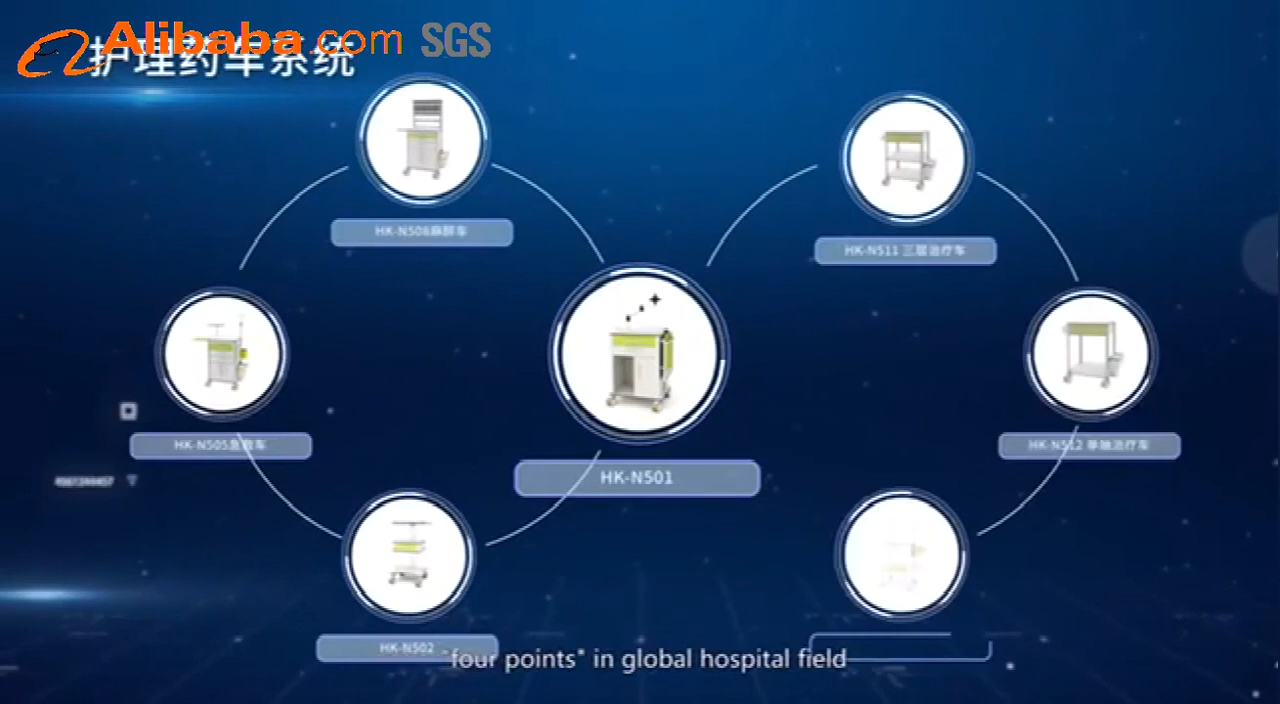 Alibaba.com SGS
护理药车系统
HK-N508麻醉车
HK-N511 三层治疗车
HK-N505急救车
HK-N512 单抽治疗车
HK-N501
HK-N502
"four points" in global hospital field